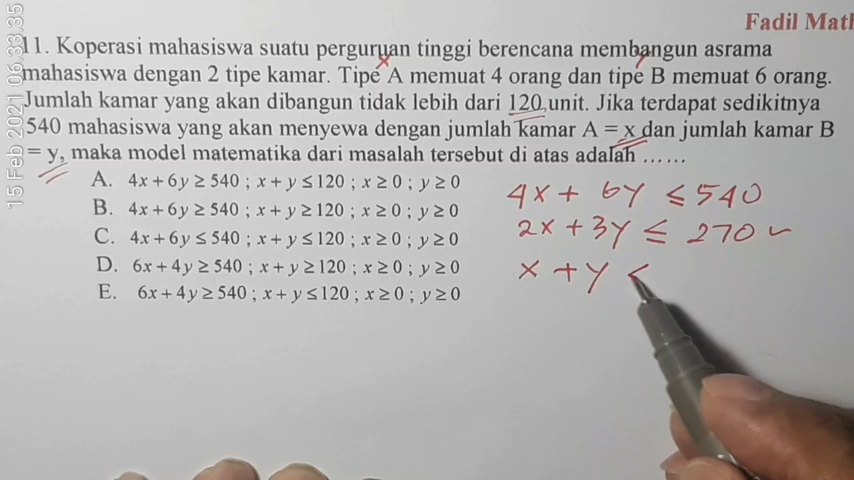 Fadil Math
11. Koperasi mahasiswa suatu perguruan tinggi berencana membangun asrama
mahasiswa dengan 2 tipe kamar. Tipe A memuat 4 orang dan tipe B memuat 6 orang.
Jumlah kamar yang akan dibangun tidak lebih dari 120 unit. Jika terdapat sedikitnya
540 mahasiswa yang akan menyewa dengan jumlah kamar A = x dan jumlah kamar B
= y, maka model matematika dari masalah tersebut di atas adalah ……
A. 4x + 6y ≥ 540 ; x + y ≤ 120 ; x ≥ 0 ; y ≥ 0
B. 4x + 6y ≥ 540 ; x + y ≥ 120 ; x ≥ 0 ; y ≥ 0
C. 4x + 6y ≤ 540 ; x + y ≤ 120 ; x ≥ 0 ; y ≥ 0
D. 6x + 4y ≥ 540 ; x + y ≥ 120 ; x ≥ 0 ; y ≥ 0
E. 6x + 4y ≥ 540 ; x + y ≤ 120 ; x ≥ 0 ; y ≥ 0
x
y
4x + 6y ≤ 540
2x + 3y ≤ 270
x + y <
15 Feb 2021 06.33.35